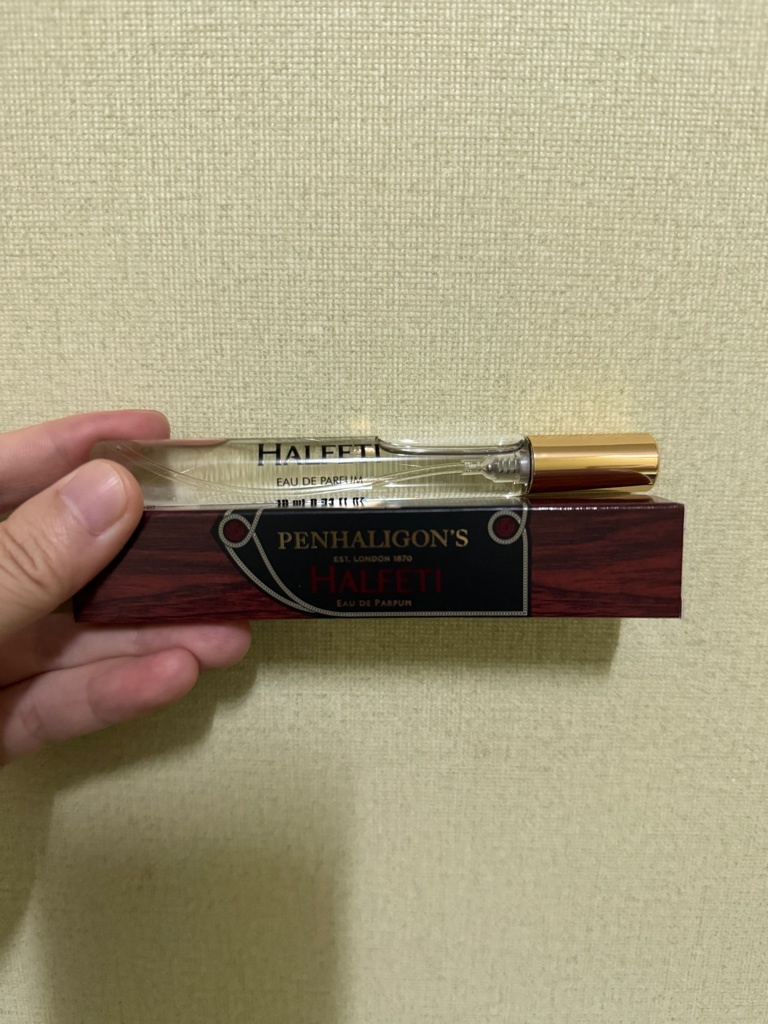 HALFETI
EAU DE PARFUM
PENHALIGON'S
EST. LONDON 1870
HALFETI
EAU DE PARFUM